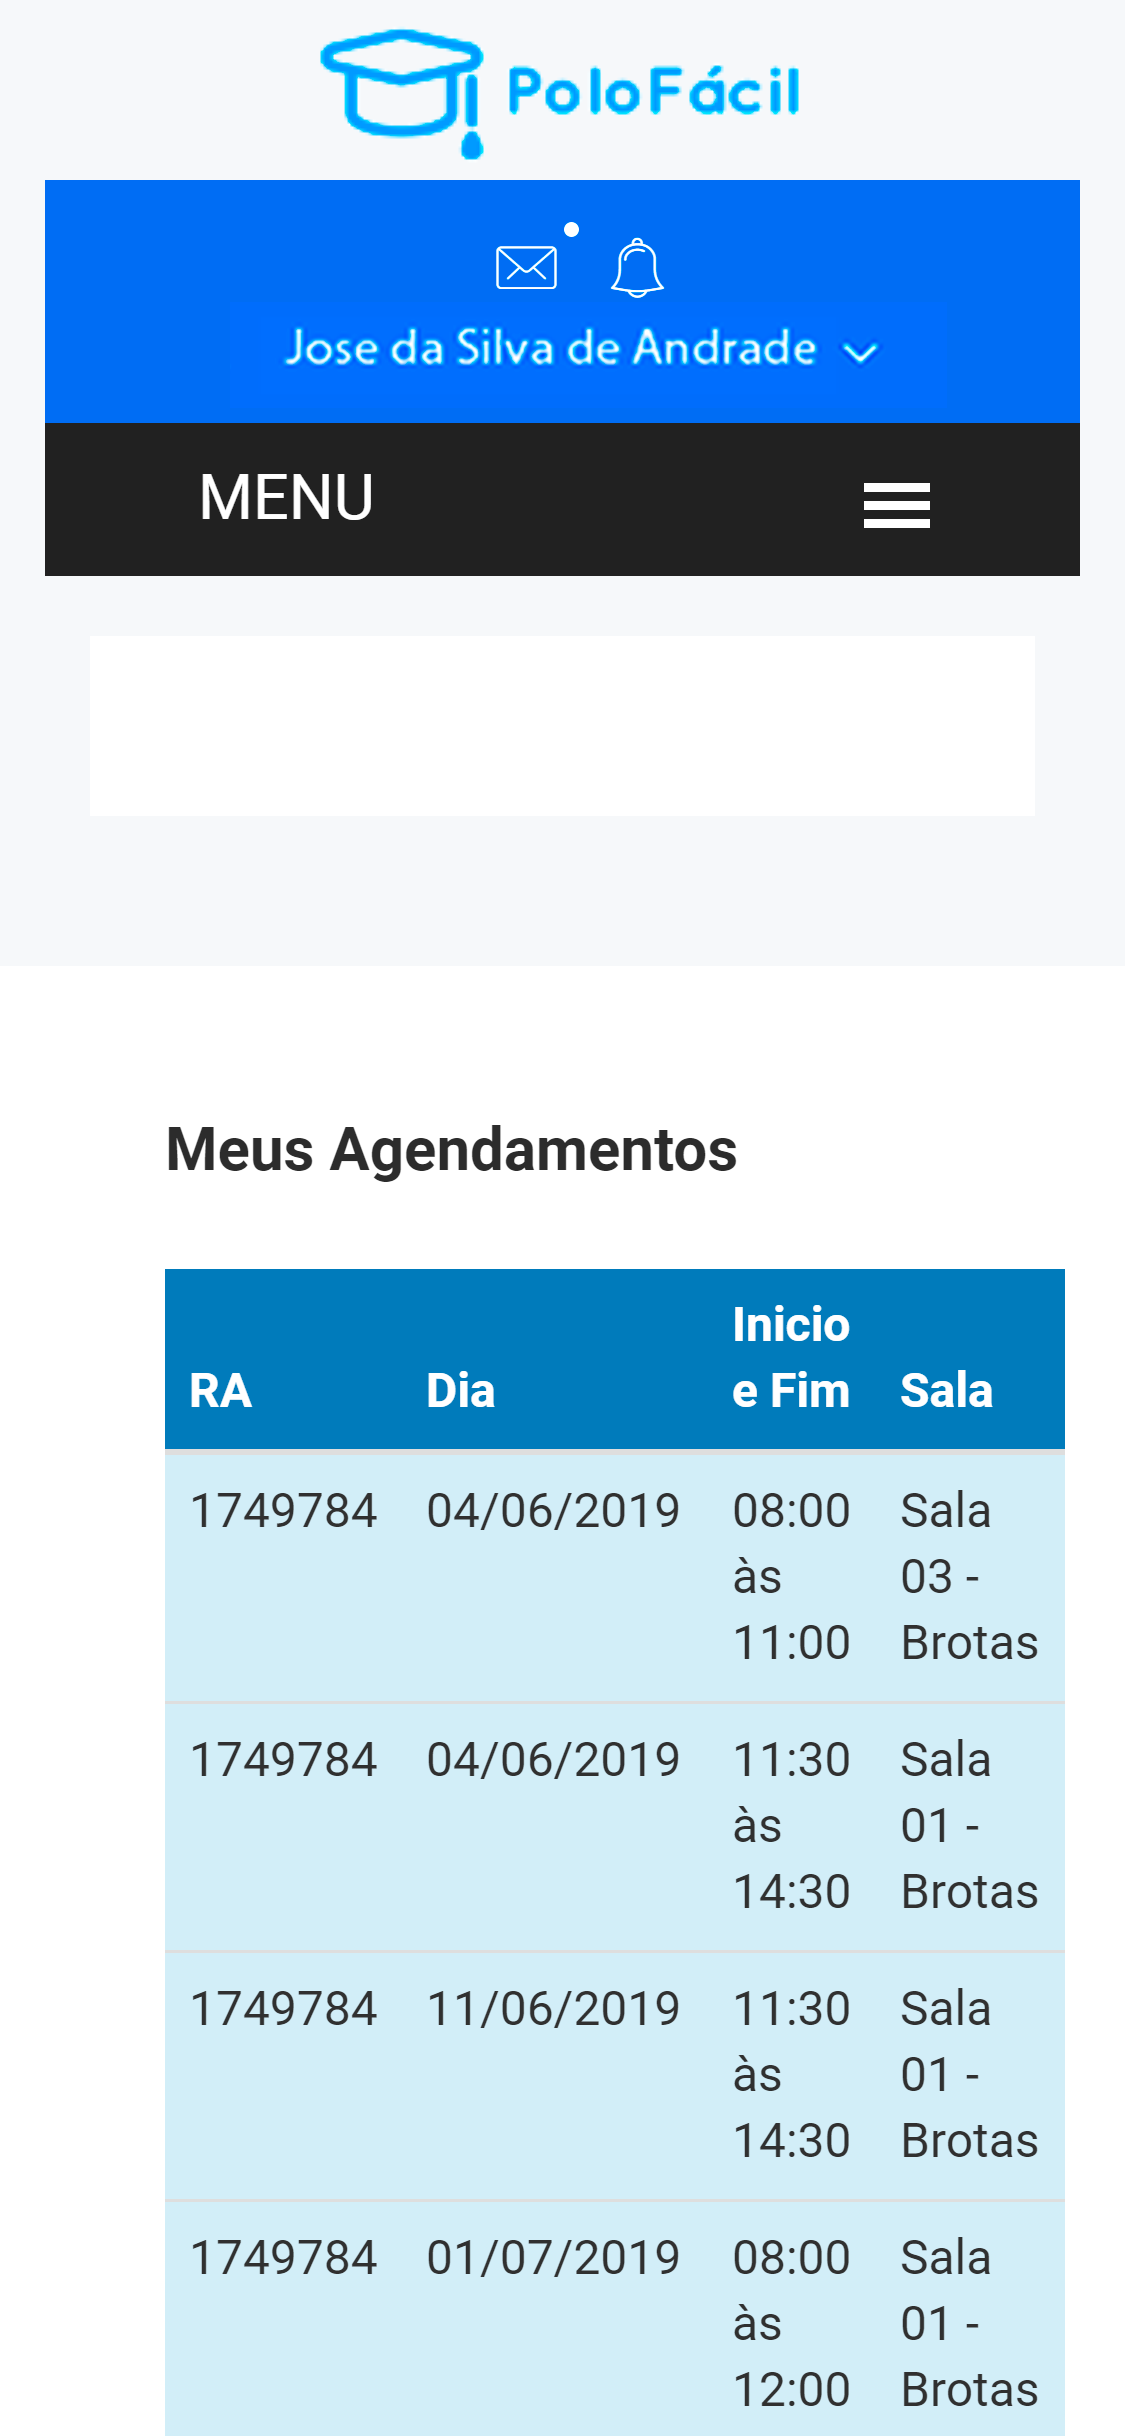 PoloFácil
Jose da Silva de Andrade
MENU
Meus Agendamentos
RA Dia Inicio e Fim Sala
1749784 04/06/2019 08:00 às 11:00 Sala 03 - Brotas
1749784 04/06/2019 11:30 às 14:30 Sala 01 - Brotas
1749784 11/06/2019 11:30 às 14:30 Sala 01 - Brotas
1749784 01/07/2019 08:00 às 12:00 Sala 01 - Brotas